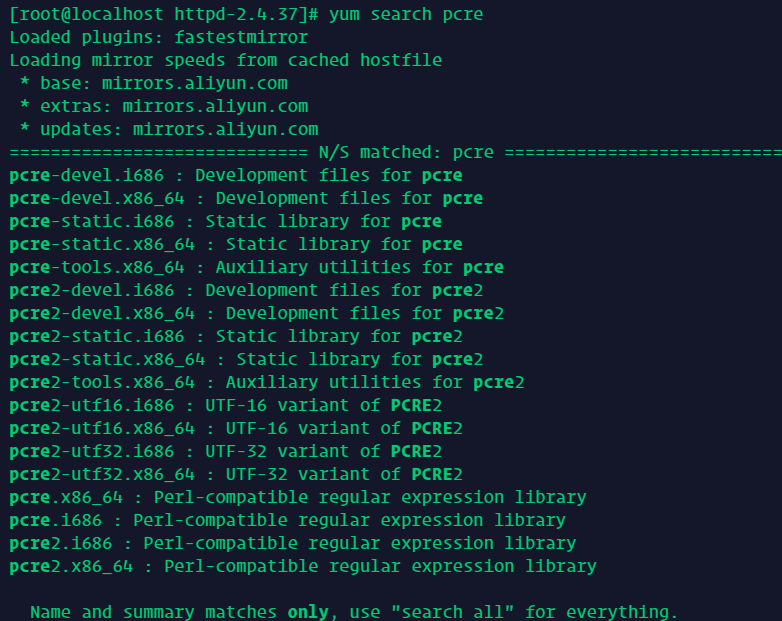 [root@localhost httpd-2.4.37]# yum search pcre
Loaded plugins: fastestmirror
Loading mirror speeds from cached hostfile
 * base: mirrors.aliyun.com
 * extras: mirrors.aliyun.com
 * updates: mirrors.aliyun.com
============================= N/S matched: pcre ===========================
pcre-devel.i686 : Development files for pcre
pcre-devel.x86_64 : Development files for pcre
pcre-static.i686 : Static library for pcre
pcre-static.x86_64 : Static library for pcre
pcre-tools.x86_64 : Auxiliary utilities for pcre
pcre2-devel.i686 : Development files for pcre2
pcre2-devel.x86_64 : Development files for pcre2
pcre2-static.i686 : Static library for pcre2
pcre2-static.x86_64 : Static library for pcre2
pcre2-tools.x86_64 : Auxiliary utilities for pcre2
pcre2-utf16.i686 : UTF-16 variant of PCRE2
pcre2-utf16.x86_64 : UTF-16 variant of PCRE2
pcre2-utf32.i686 : UTF-32 variant of PCRE2
pcre2-utf32.x86_64 : UTF-32 variant of PCRE2
pcre.x86_64 : Perl-compatible regular expression library
pcre.i686 : Perl-compatible regular expression library
pcre2.i686 : Perl-compatible regular expression library
pcre2.x86_64 : Perl-compatible regular expression library
  Name and summary matches only, use "search all" for everything.